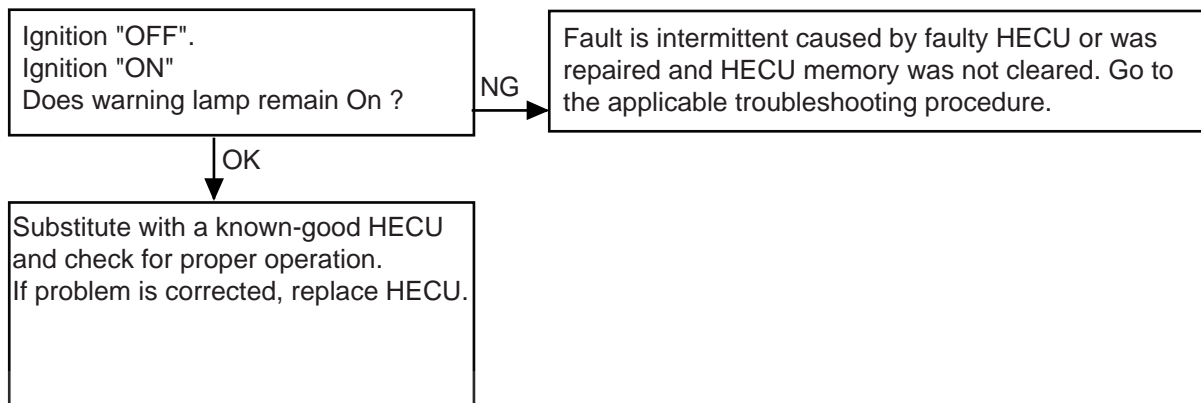 Ignition "OFF".
Ignition "ON"
Does warning lamp remain On ?
NG
Fault is intermittent caused by faulty HECU or was
repaired and HECU memory was not cleared. Go to
the applicable troubleshooting procedure.
OK
Substitute with a known-good HECU
and check for proper operation.
If problem is corrected, replace HECU.